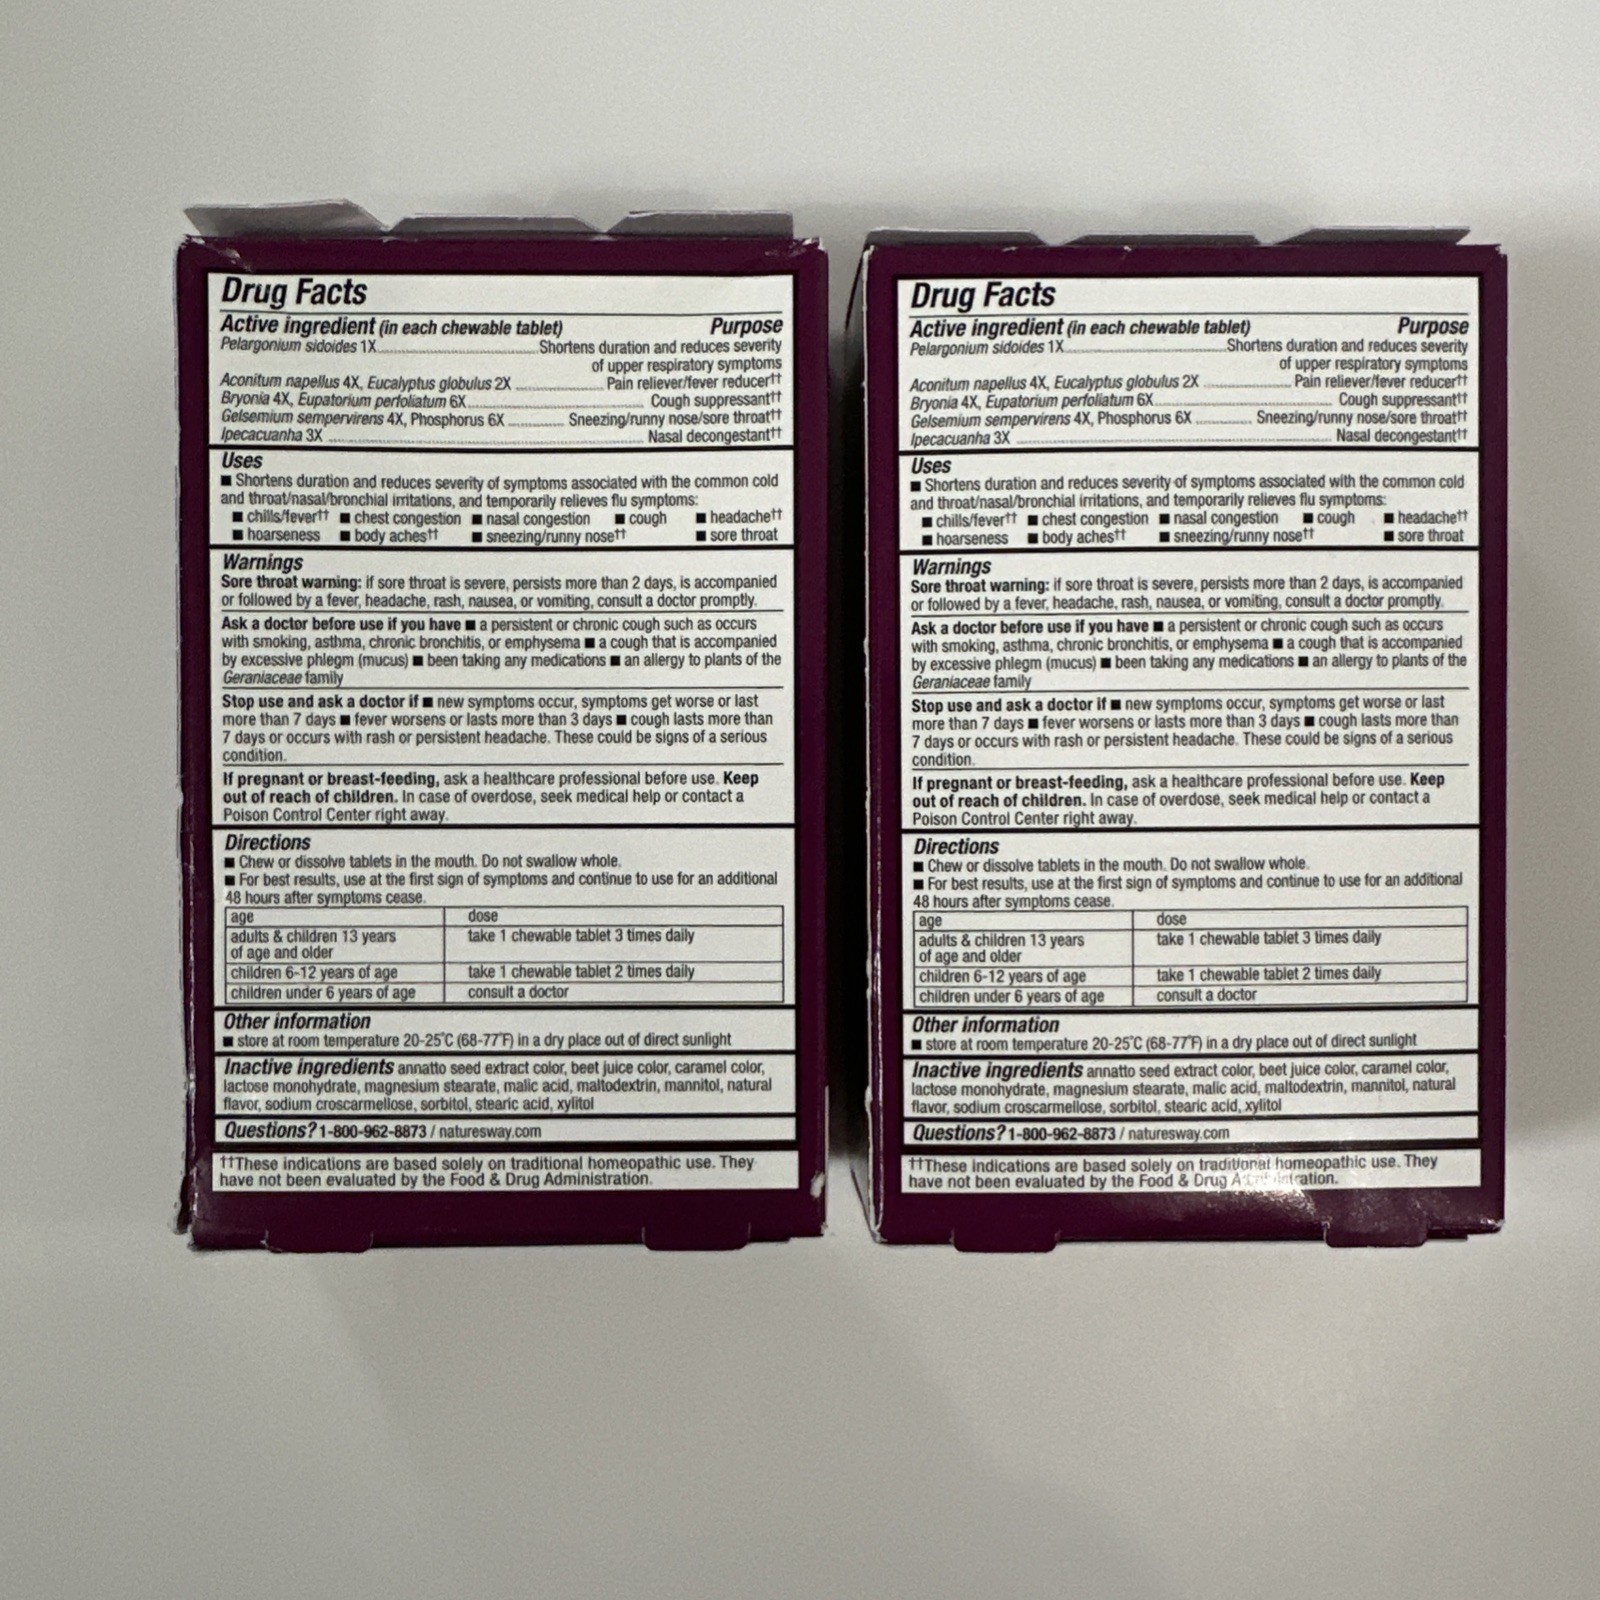 Drug Facts
Active ingredient (in each chewable tablet) Purpose
Pelargonium sidoides 1X Shortens duration and reduces severity
of upper respiratory symptoms
Aconitum napellus 4X, Eucalyptus globulus 2X Pain reliever/fever reducer††
Bryonia 4X, Eupatorium perfoliatum 6X Cough suppressant††
Gelsemium sempervirens 4X, Phosphorus 6X Sneezing/runny nose/sore throat††
Ipecacuanha 3X Nasal decongestant††
Uses
■ Shortens duration and reduces severity of symptoms associated with the common cold
and throat/nasal/bronchial irritations, and temporarily relieves flu symptoms:
■ chills/fever†† ■ chest congestion ■ nasal congestion ■ cough ■ headache††
■ hoarseness ■ body aches†† ■ sneezing/runny nose†† ■ sore throat
Warnings
Sore throat warning: if sore throat is severe, persists more than 2 days, is accompanied
or followed by a fever, headache, rash, nausea, or vomiting, consult a doctor promptly.
Ask a doctor before use if you have ■ a persistent or chronic cough such as occurs
with smoking, asthma, chronic bronchitis, or emphysema ■ a cough that is accompanied
by excessive phlegm (mucus) ■ been taking any medications ■ an allergy to plants of the
Geraniaceae family
Stop use and ask a doctor if ■ new symptoms occur, symptoms get worse or last
more than 7 days ■ fever worsens or lasts more than 3 days ■ cough lasts more than
7 days or occurs with rash or persistent headache. These could be signs of a serious
condition.
If pregnant or breast-feeding, ask a healthcare professional before use. Keep
out of reach of children. In case of overdose, seek medical help or contact a
Poison Control Center right away.
Directions
■ Chew or dissolve tablets in the mouth. Do not swallow whole.
■ For best results, use at the first sign of symptoms and continue to use for an additional
48 hours after symptoms cease.
age dose
adults & children 13 years take 1 chewable tablet 3 times daily
of age and older
children 6-12 years of age take 1 chewable tablet 2 times daily
children under 6 years of age consult a doctor
Other information
■ store at room temperature 20-25°C (68-77°F) in a dry place out of direct sunlight
Inactive ingredients annatto seed extract color, beet juice color, caramel color,
lactose monohydrate, magnesium stearate, malic acid, maltodextrin, mannitol, natural
flavor, sodium croscarmellose, sorbitol, stearic acid, xylitol
Questions? 1-800-962-8873 / naturesway.com
††These indications are based solely on traditional homeopathic use. They
have not been evaluated by the Food & Drug Administration.
Drug Facts
Active ingredient (in each chewable tablet) Purpose
Pelargonium sidoides 1X Shortens duration and reduces severity
of upper respiratory symptoms
Aconitum napellus 4X, Eucalyptus globulus 2X Pain reliever/fever reducer††
Bryonia 4X, Eupatorium perfoliatum 6X Cough suppressant††
Gelsemium sempervirens 4X, Phosphorus 6X Sneezing/runny nose/sore throat††
Ipecacuanha 3X Nasal decongestant††
Uses
■ Shortens duration and reduces severity of symptoms associated with the common cold
and throat/nasal/bronchial irritations, and temporarily relieves flu symptoms:
■ chills/fever†† ■ chest congestion ■ nasal congestion ■ cough ■ headache††
■ hoarseness ■ body aches†† ■ sneezing/runny nose†† ■ sore throat
Warnings
Sore throat warning: if sore throat is severe, persists more than 2 days, is accompanied
or followed by a fever, headache, rash, nausea, or vomiting, consult a doctor promptly.
Ask a doctor before use if you have ■ a persistent or chronic cough such as occurs
with smoking, asthma, chronic bronchitis, or emphysema ■ a cough that is accompanied
by excessive phlegm (mucus) ■ been taking any medications ■ an allergy to plants of the
Geraniaceae family
Stop use and ask a doctor if ■ new symptoms occur, symptoms get worse or last
more than 7 days ■ fever worsens or lasts more than 3 days ■ cough lasts more than
7 days or occurs with rash or persistent headache. These could be signs of a serious
condition.
If pregnant or breast-feeding, ask a healthcare professional before use. Keep
out of reach of children. In case of overdose, seek medical help or contact a
Poison Control Center right away.
Directions
■ Chew or dissolve tablets in the mouth. Do not swallow whole.
■ For best results, use at the first sign of symptoms and continue to use for an additional
48 hours after symptoms cease.
age dose
adults & children 13 years take 1 chewable tablet 3 times daily
of age and older
children 6-12 years of age take 1 chewable tablet 2 times daily
children under 6 years of age consult a doctor
Other information
■ store at room temperature 20-25°C (68-77°F) in a dry place out of direct sunlight
Inactive ingredients annatto seed extract color, beet juice color, caramel color,
lactose monohydrate, magnesium stearate, malic acid, maltodextrin, mannitol, natural
flavor, sodium croscarmellose, sorbitol, stearic acid, xylitol
Questions? 1-800-962-8873 / naturesway.com
††These indications are based solely on traditional homeopathic use. They
have not been evaluated by the Food & Drug